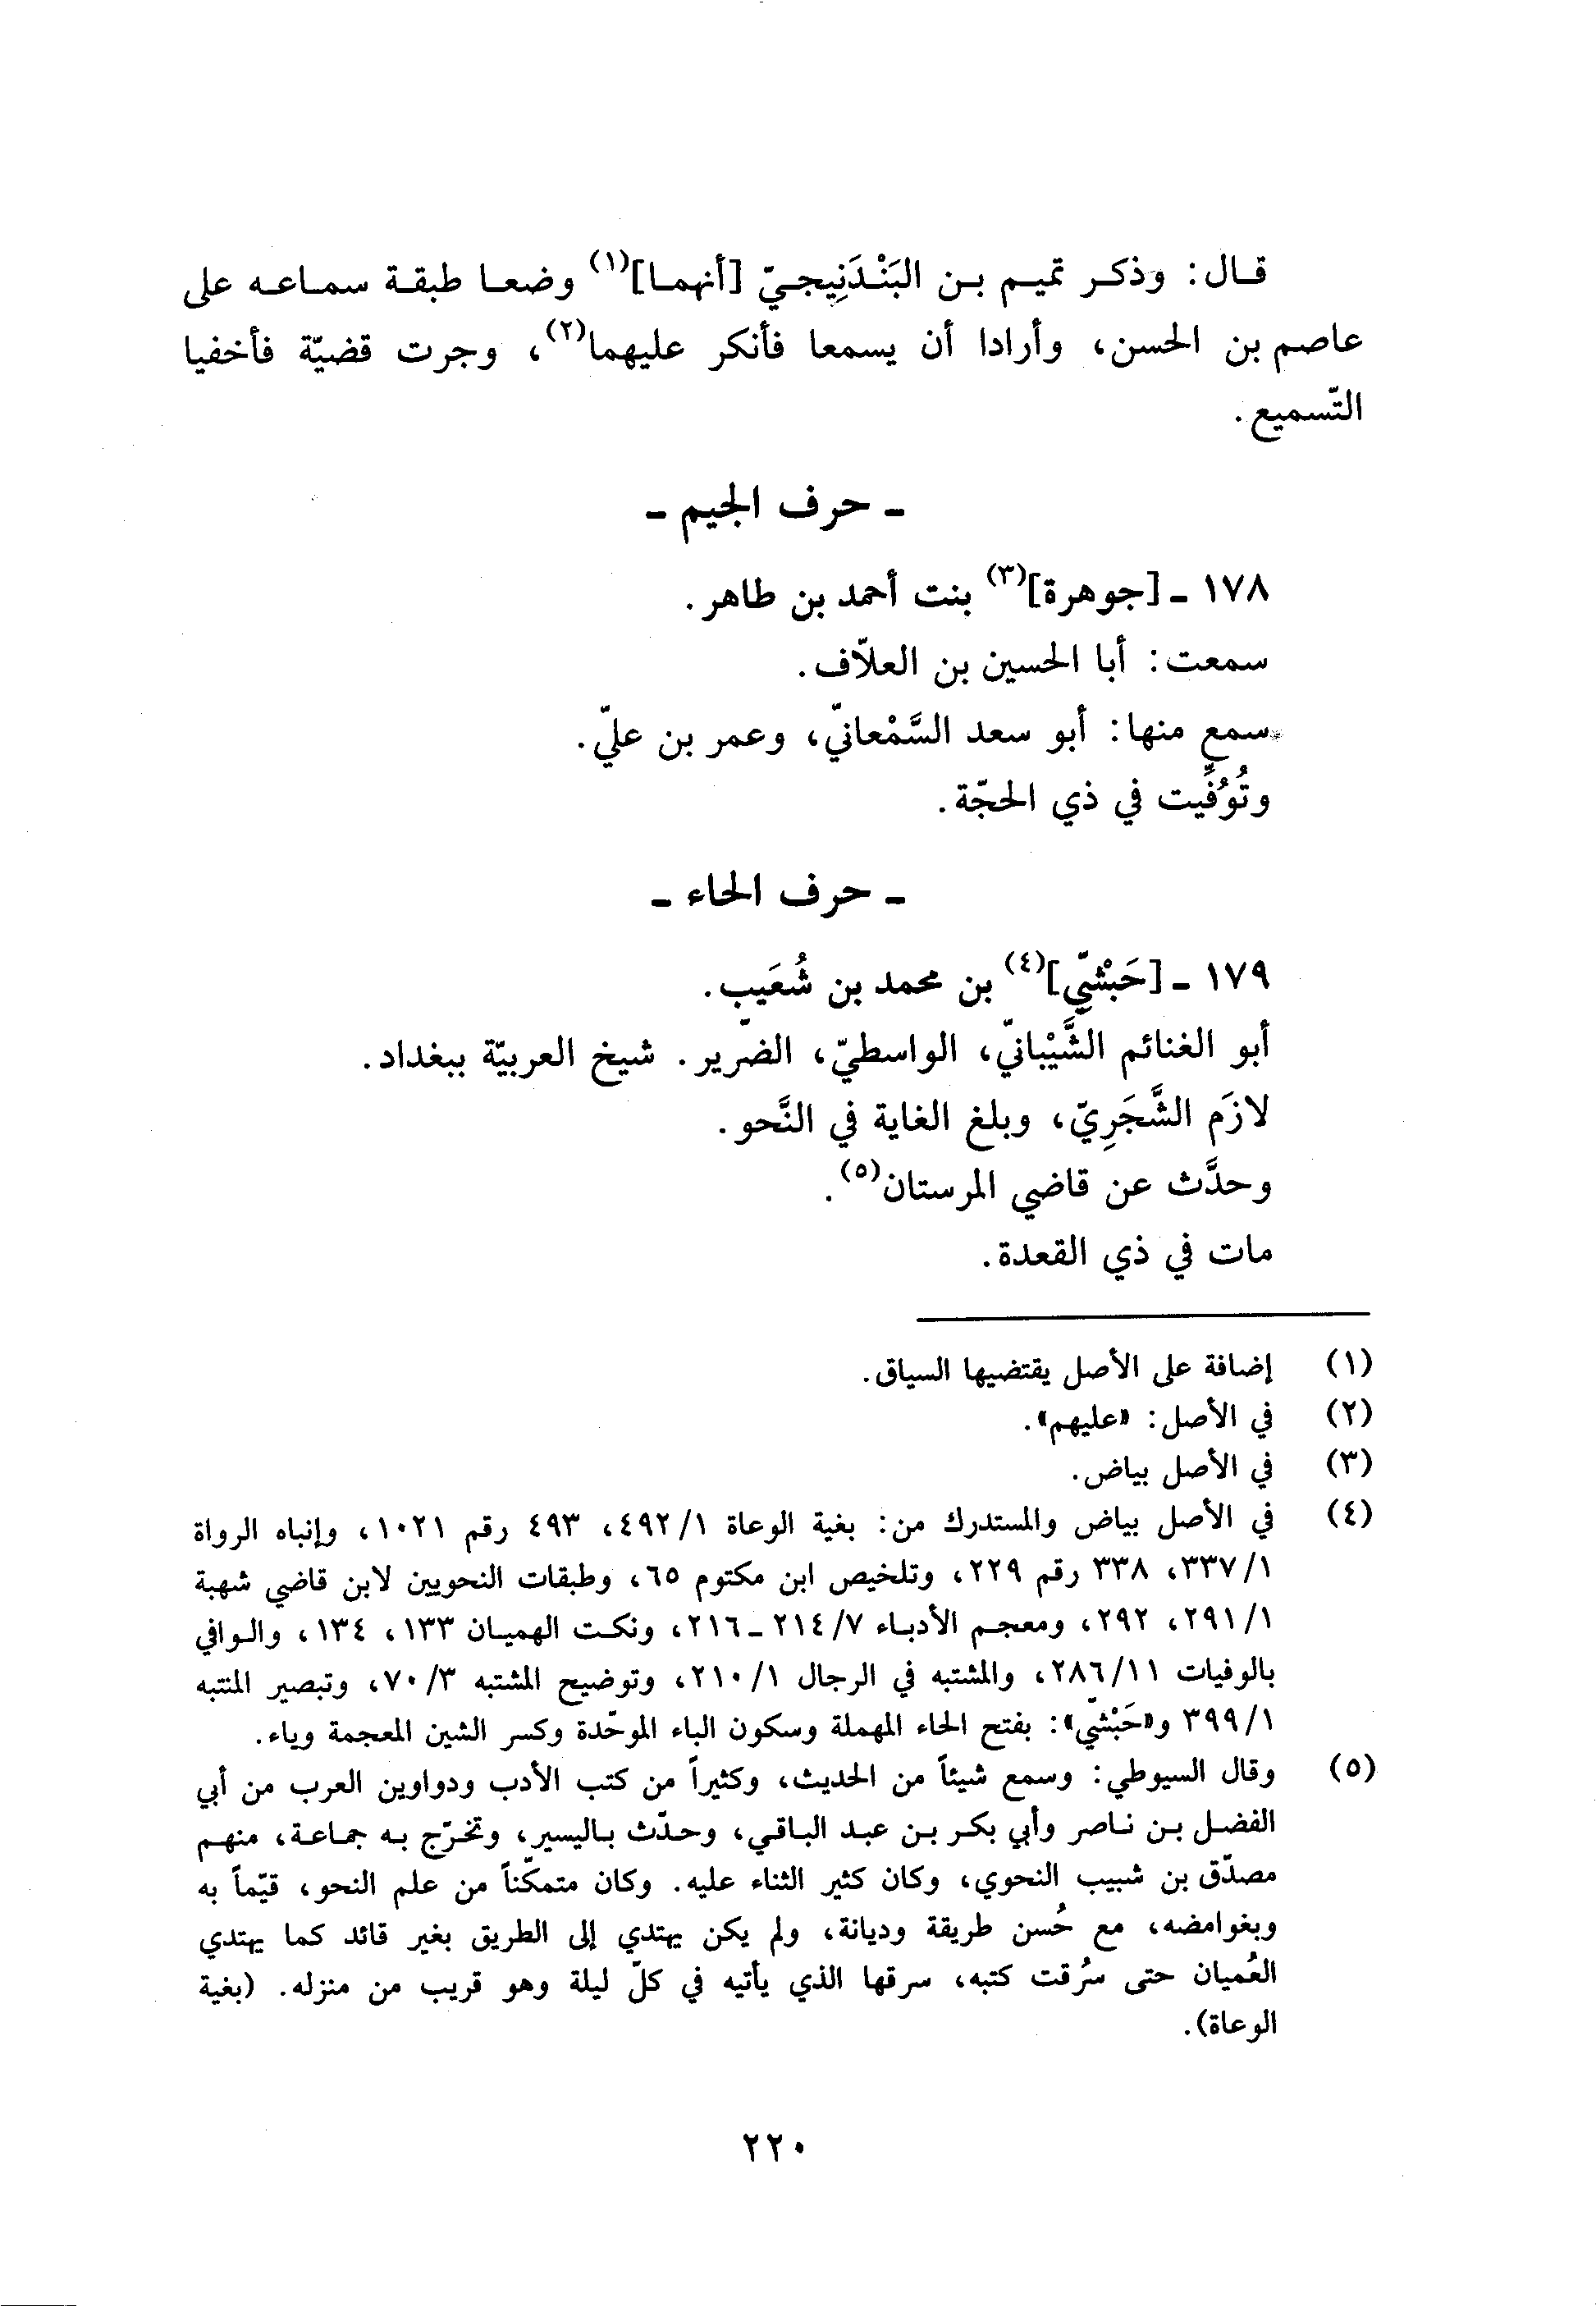 قال: وذكر تميم بن البَنْدَنِيجيّ [أنهما](١) وضعا طبقة سماعه على
عاصم بن الحسن، وأرادا أن يسمعا فأنكر عليهما(٢)، وجرت قضيّة فأخفيا
التّسميع.
ـ حرف الجيم ـ
١٧٨ ـ [جوهرة](٣) بنت أحمد بن طاهر.
سمعت: أبا الحسين بن العلاّف.
سمع منها: أبو سعد السَّمْعانيّ، وعمر بن عليّ.
وتُوُفِّيت في ذي الحجّة.
ـ حرف الحاء ـ
١٧٩ ـ [حَبْشيّ](٤) بن محمد بن شُعَيب.
أبو الغنائم الشَّيْبانيّ، الواسطيّ، الضّرير. شيخ العربيّة ببغداد.
لازَم الشَّجَرِيّ، وبلغ الغاية في النَّحو.
وحدَّث عن قاضي المرستان(٥).
مات في ذي القعدة.
(١) إضافة على الأصل يقتضيها السياق.
(٢) في الأصل: «عليهم».
(٣) في الأصل بياض.
(٤) في الأصل بياض والمستدرك من: بغية الوعاة ١/ ٤٩٢، ٤٩٣ رقم ١٠٢١، وإنباه الرواة
١/ ٣٣٧، ٣٣٨ رقم ٢٢٩، وتلخيص ابن مكتوم ٦٥، وطبقات النحويين لابن قاضي شهبة
١/ ٢٩١، ٢٩٢، ومعجم الأدباء ٧/ ٢١٤ ـ ٢١٦، ونكت الهميان ١٣٣، ١٣٤، والوافي
بالوفيات ١١/ ٢٨٦، والمشتبه في الرجال ١/ ٢١٠، وتوضيح المشتبه ٣/ ٧٠، وتبصير المنتبه
١/ ٣٩٩ و«حَبْشيّ»: بفتح الحاء المهملة وسكون الباء الموحّدة وكسر الشين المعجمة وياء.
(٥) وقال السيوطي: وسمع شيئاً من الحديث، وكثيراً من كتب الأدب ودواوين العرب من أبي
الفضل بن ناصر وأبي بكر بن عبد الباقي، وحدّث باليسير، وتخرّج به جماعة، منهم
مصدّق بن شبيب النحوي، وكان كثير الثناء عليه. وكان متمكّناً من علم النحو، قيّماً به
وبغوامضه، مع حُسن طريقة وديانة، ولم يكن يهتدي إلى الطريق بغير قائد كما يهتدي
العُميان حتى سُرقت كتبه، سرقها الذي يأتيه في كلّ ليلة وهو قريب من منزله. (بغية
الوعاة).
٢٢٠